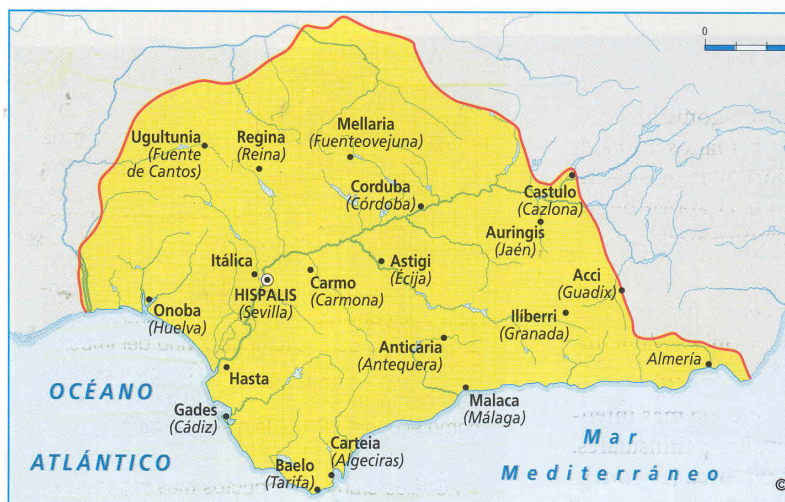 0
Ugultunia
(Fuente
de Cantos)
Regina
(Reina)
Mellaria
(Fuenteovejuna)
Corduba
(Córdoba)
Castulo
(Cazlona)
Auringis
(Jaén)
Itálica
HISPALIS
(Sevilla)
Carmo
(Carmona)
Astigi
(Écija)
Acci
(Guadix)
Onoba
(Huelva)
Iliberri
(Granada)
Anticaria
(Antequera)
Almería
Hasta
OCÉANO
ATLÁNTICO
Gades
(Cádiz)
Malaca
(Málaga)
Carteia
(Algeciras)
Baelo
(Tarifa)
Mar
Mediterráneo
©